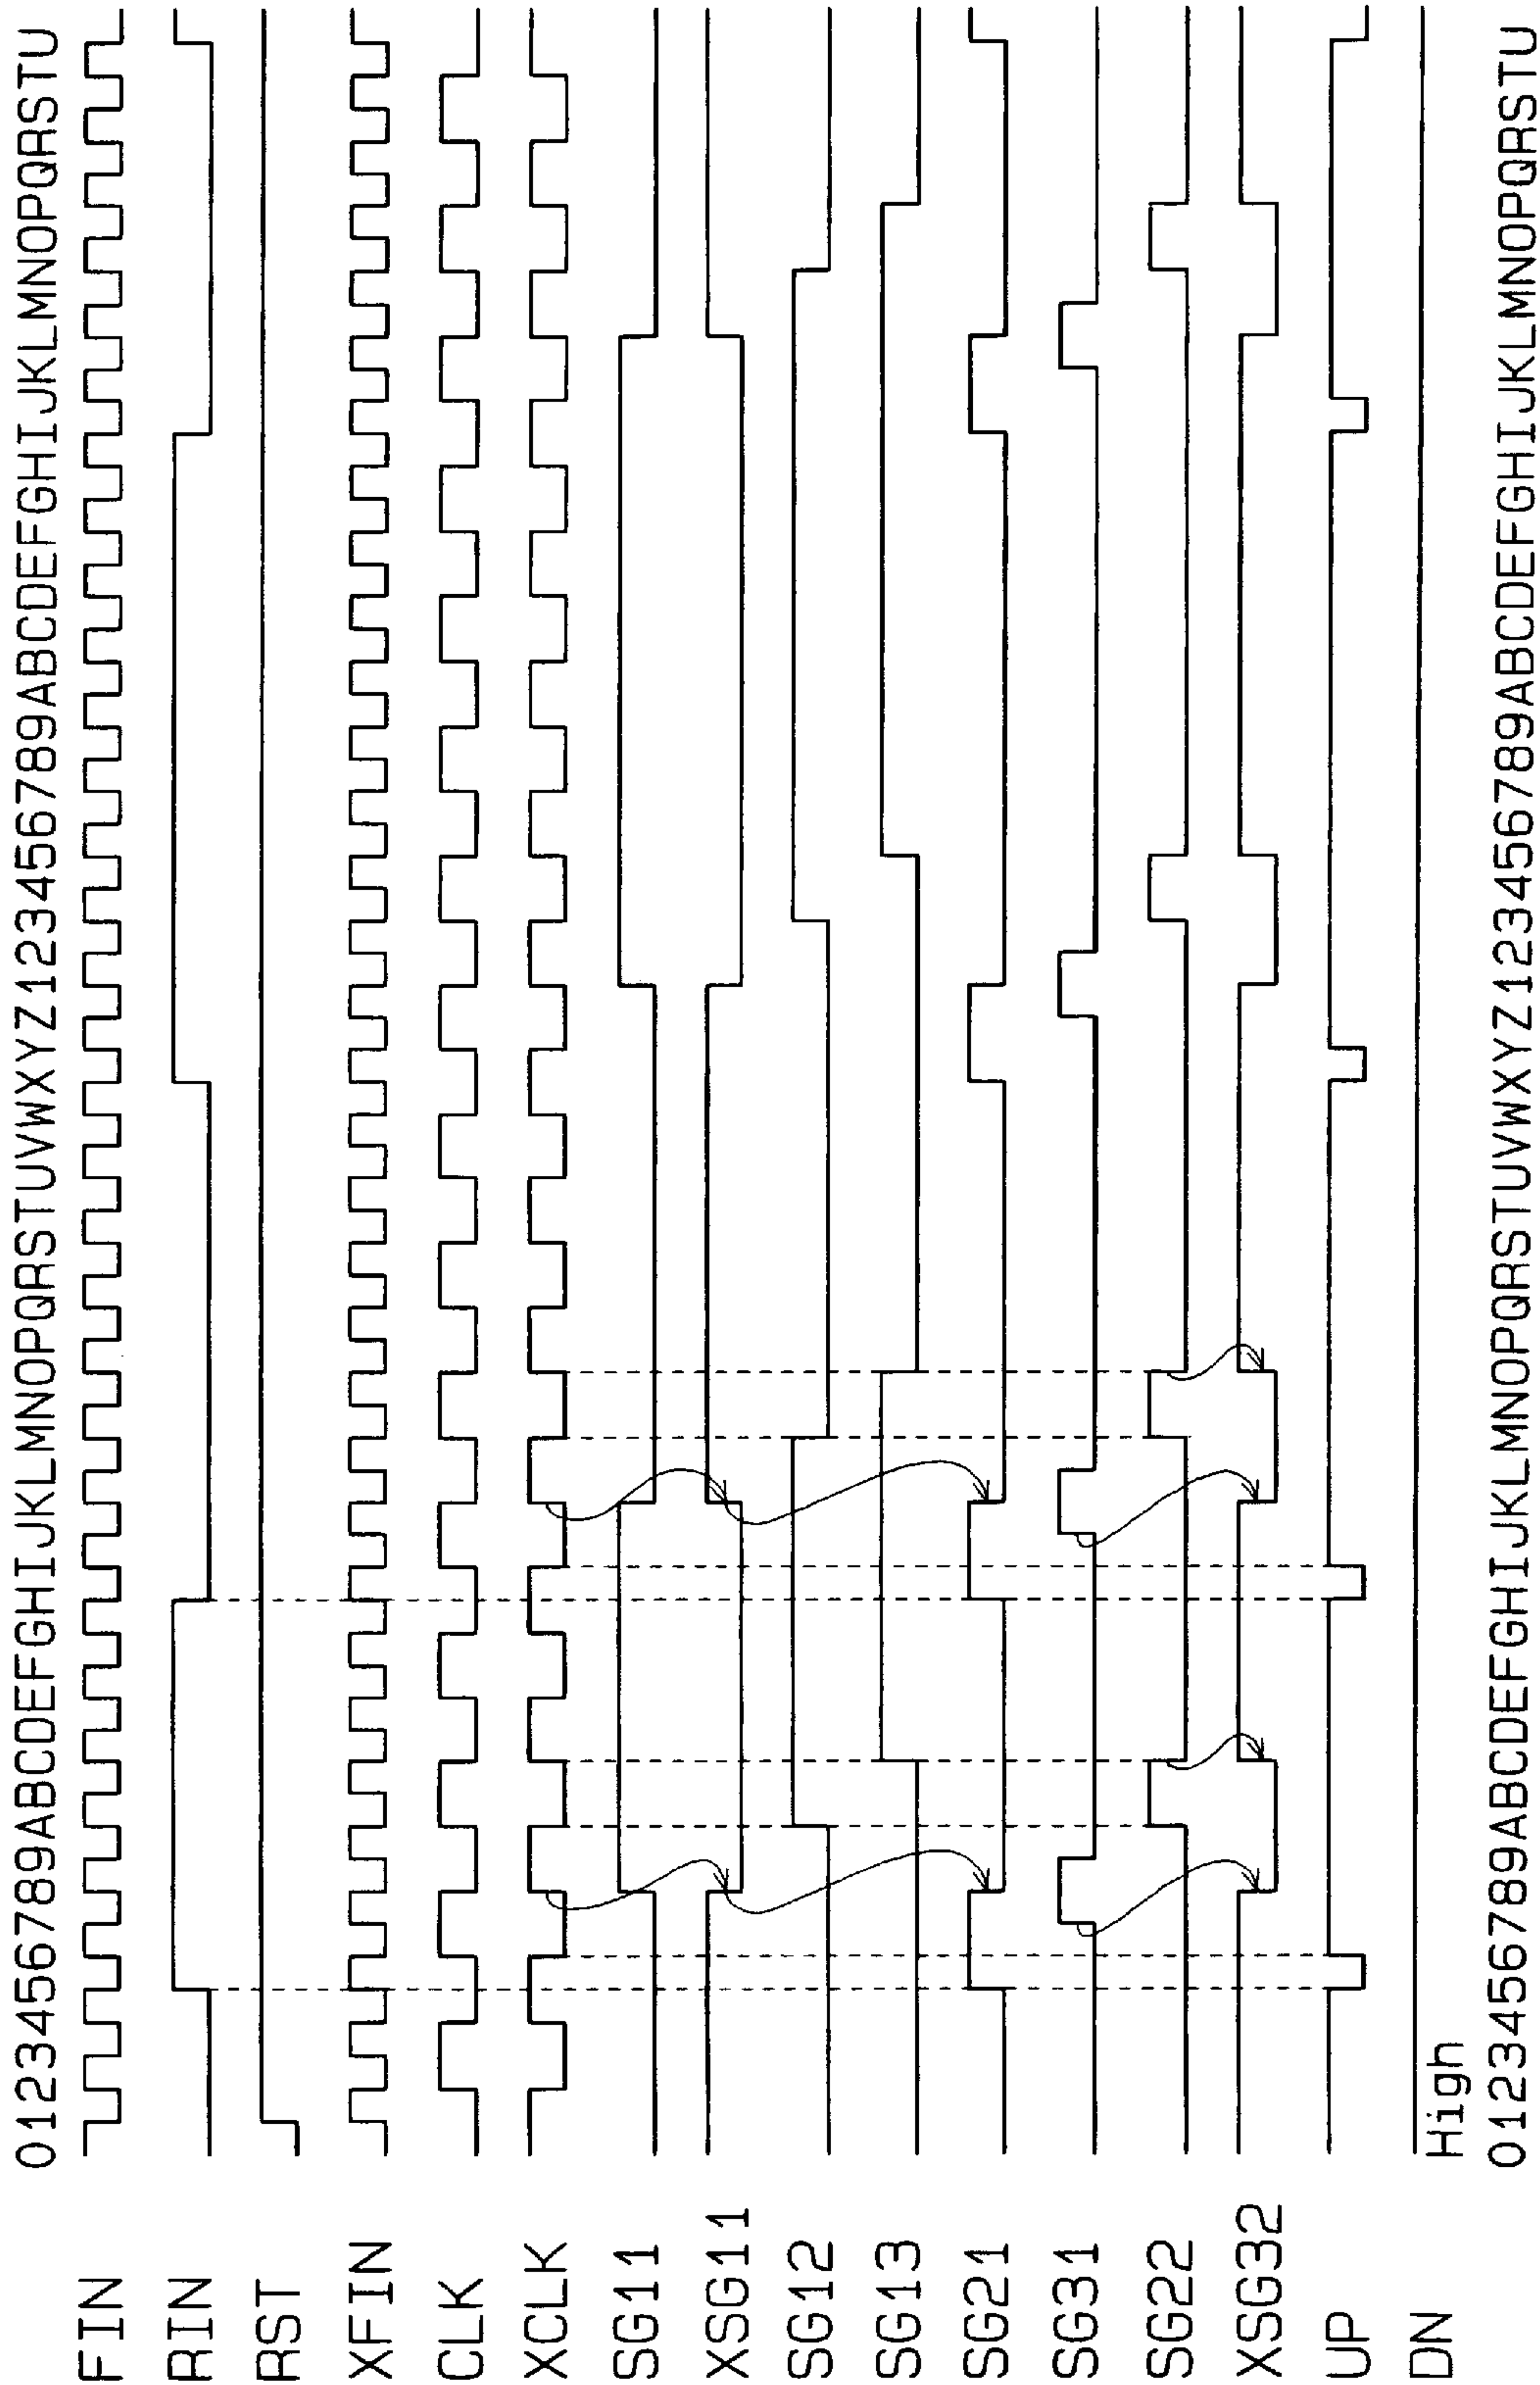 0123456789ABCDEFGHIJKLMNOPQRSTUVWXYZ123456789ABCDEFGHIJKLMNOPQRSTU
FIN
RIN
RST
XFIN
CLK
XCLK
SG11
XSG11
SG12
SG13
SG21
SG31
SG22
XSG32
UP
DN
High
0123456789ABCDEFGHIJKLMNOPQRSTUVWXYZ123456789ABCDEFGHIJKLMNOPQRSTU